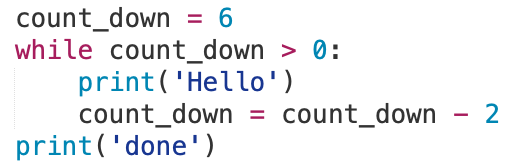 count_down = 6
while count_down > 0:
    print('Hello')
    count_down = count_down - 2
print('done')